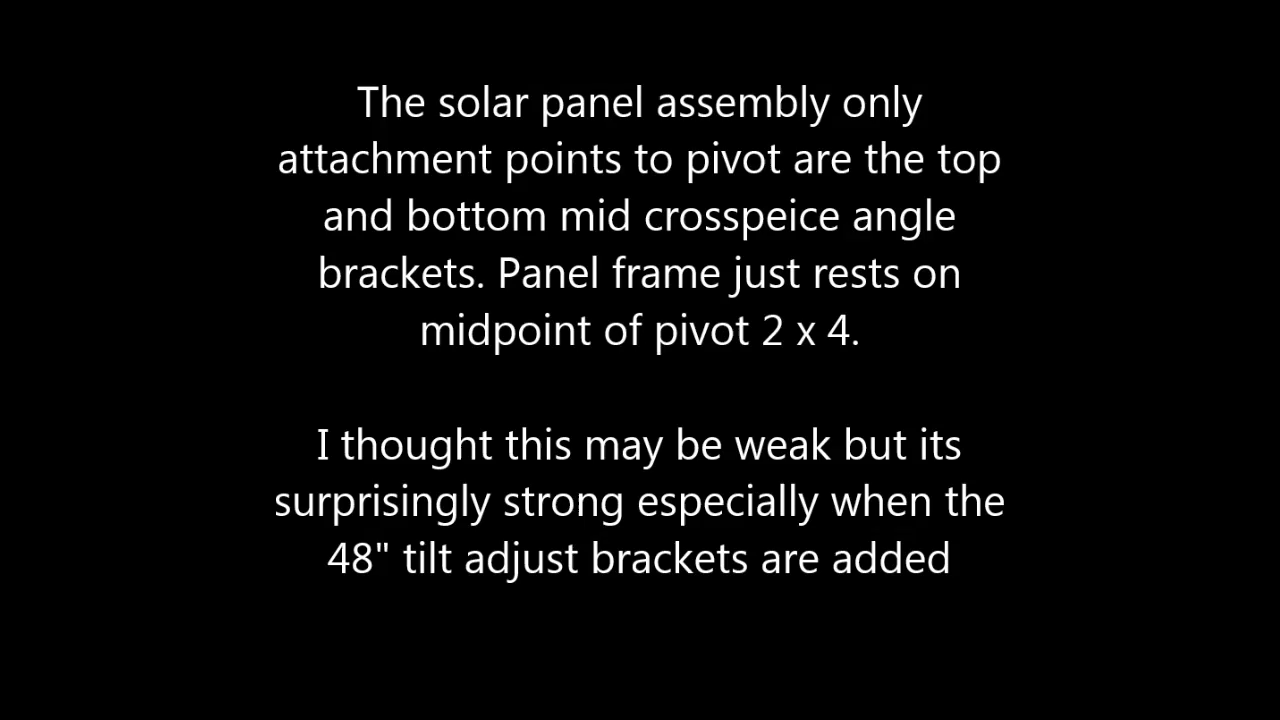 The solar panel assembly only
attachment points to pivot are the top
and bottom mid crosspeice angle
brackets. Panel frame just rests on
midpoint of pivot 2 x 4.
I thought this may be weak but its
surprisingly strong especially when the
48" tilt adjust brackets are added